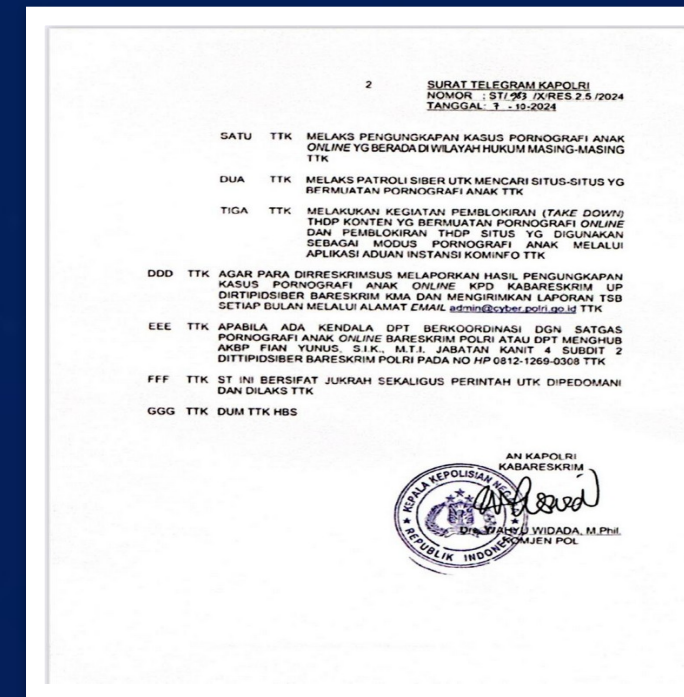 2
SURAT TELEGRAM KAPOLRI
NOMOR : ST/ /X/RES 2.5 /2024
TANGGAL: 7 - 10-2024
SATU TTK MELAKS PENGUNGKAPAN KASUS PORNOGRAFI ANAK
ONLINE YG BERADA DI WILAYAH HUKUM MASING-MASING
TTK
DUA TTK MELAKS PATROLI SIBER UTK MENCARI SITUS-SITUS YG
BERMUATAN PORNOGRAFI ANAK TTK
TIGA TTK MELAKUKAN KEGIATAN PEMBLOKIRAN (TAKE DOWN)
THDP KONTEN YG BERMUATAN PORNOGRAFI ONLINE
DAN PEMBLOKIRAN THDP SITUS YG DIGUNAKAN
SEBAGAI MODUS PORNOGRAFI ANAK MELALUI
APLIKASI ADUAN INSTANSI KOMINFO TTK
DDD TTK AGAR PARA DIRRESKRIMSUS MELAPORKAN HASIL PENGUNGKAPAN
KASUS PORNOGRAFI ANAK ONLINE KPD KABARESKRIM UP
DIRTIPIDSIBER BARESKRIM KMA DAN MENGIRIMKAN LAPORAN TSB
SETIAP BULAN MELALUI ALAMAT EMAIL admin@cyber.polri.go.id TTK
EEE TTK APABILA ADA KENDALA DPT BERKOORDINASI DGN SATGAS
PORNOGRAFI ANAK ONLINE BARESKRIM POLRI ATAU DPT MENGHUB
AKBP FIAN YUNUS, S.I.K., M.T.I. JABATAN KANIT 4 SUBDIT 2
DITTIPIDSIBER BARESKRIM POLRI PADA NO HP 0812-1269-0308 TTK
FFF TTK ST INI BERSIFAT JUKRAH SEKALIGUS PERINTAH UTK DIPEDOMANI
DAN DILAKS TTK
GGG TTK DUM TTK HBS
AN KAPOLRI
KABARESKRIM
KEPALA KEPOLISIAN
REPUBLIK INDONESIA
Drs. WAHYU WIDADA, M.Phil.
KOMJEN POL